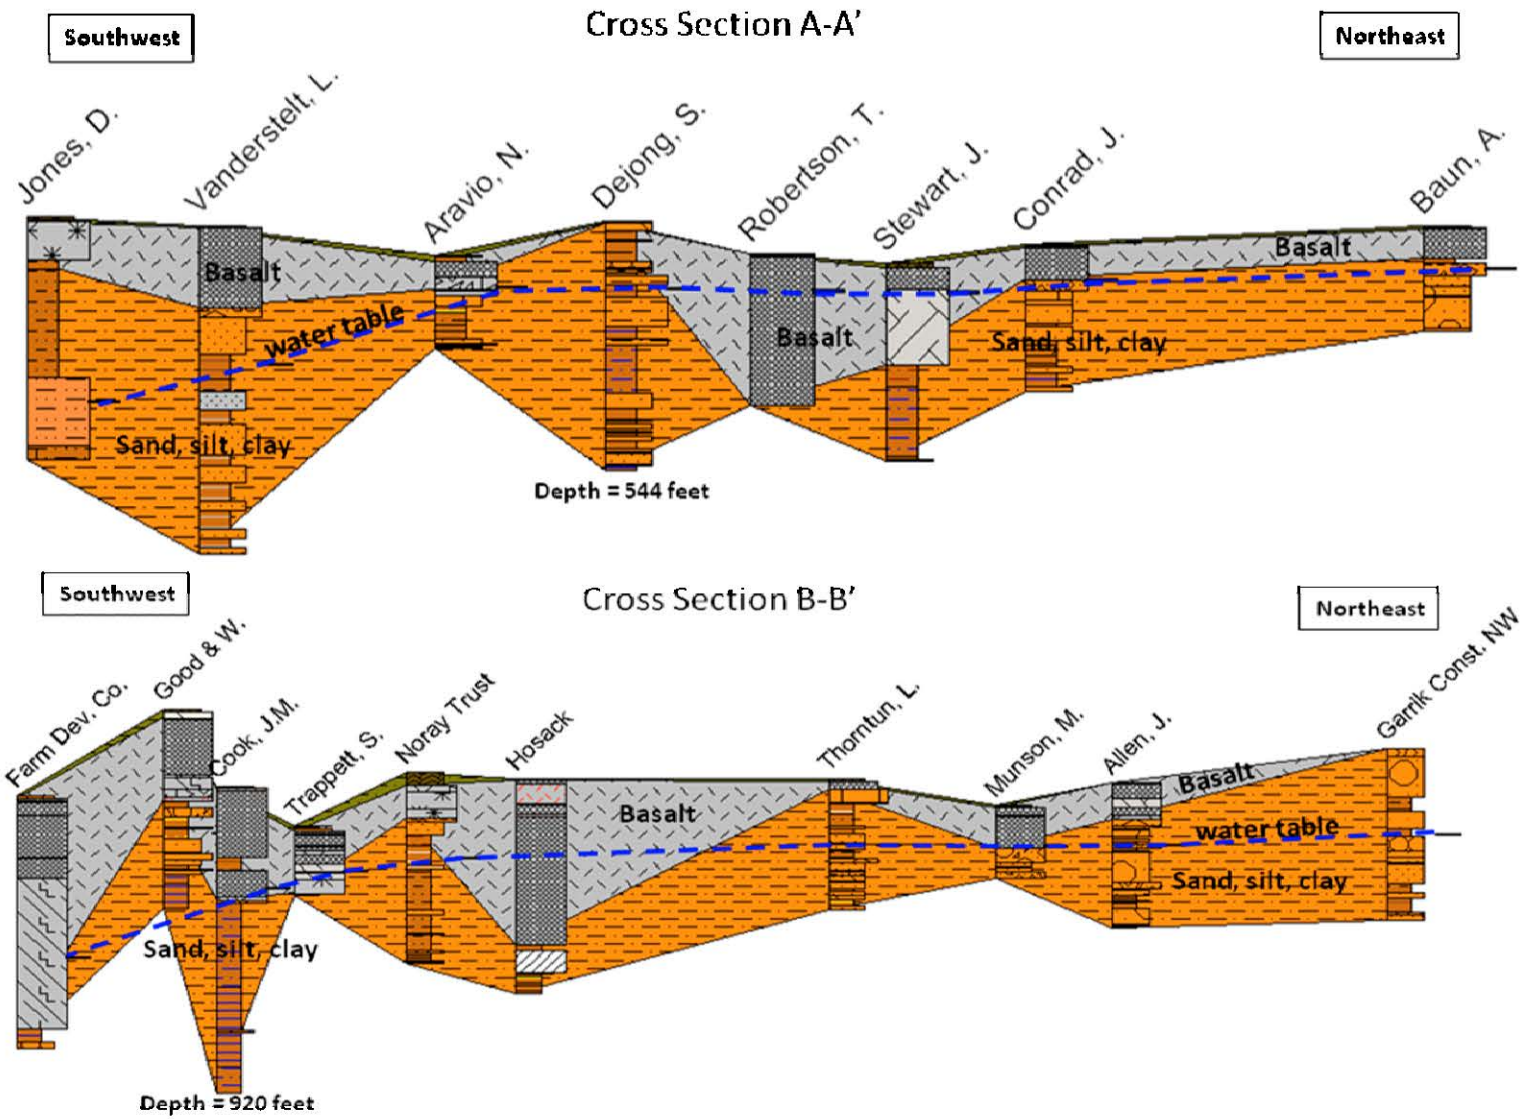 Cross Section A-A’
Southwest
Northeast
Jones, D.
Vanderstelt, L.
Aravio, N.
Dejong, S.
Robertson, T.
Stewart, J.
Conrad, J.
Baun, A.
Basalt
Basalt
Basalt
water table
Sand, silt, clay
Sand, silt, clay
Depth = 544 feet
Cross Section B-B’
Southwest
Northeast
Farm Dev. Co.
Good & W.
Cook, J.M.
Trappett, S.
Noray Trust
Hosack
Thorntun, L.
Munson, M.
Allen, J.
Garrik Const. NW
Basalt
Basalt
water table
Sand, silt, clay
Sand, silt, clay
Depth = 920 feet